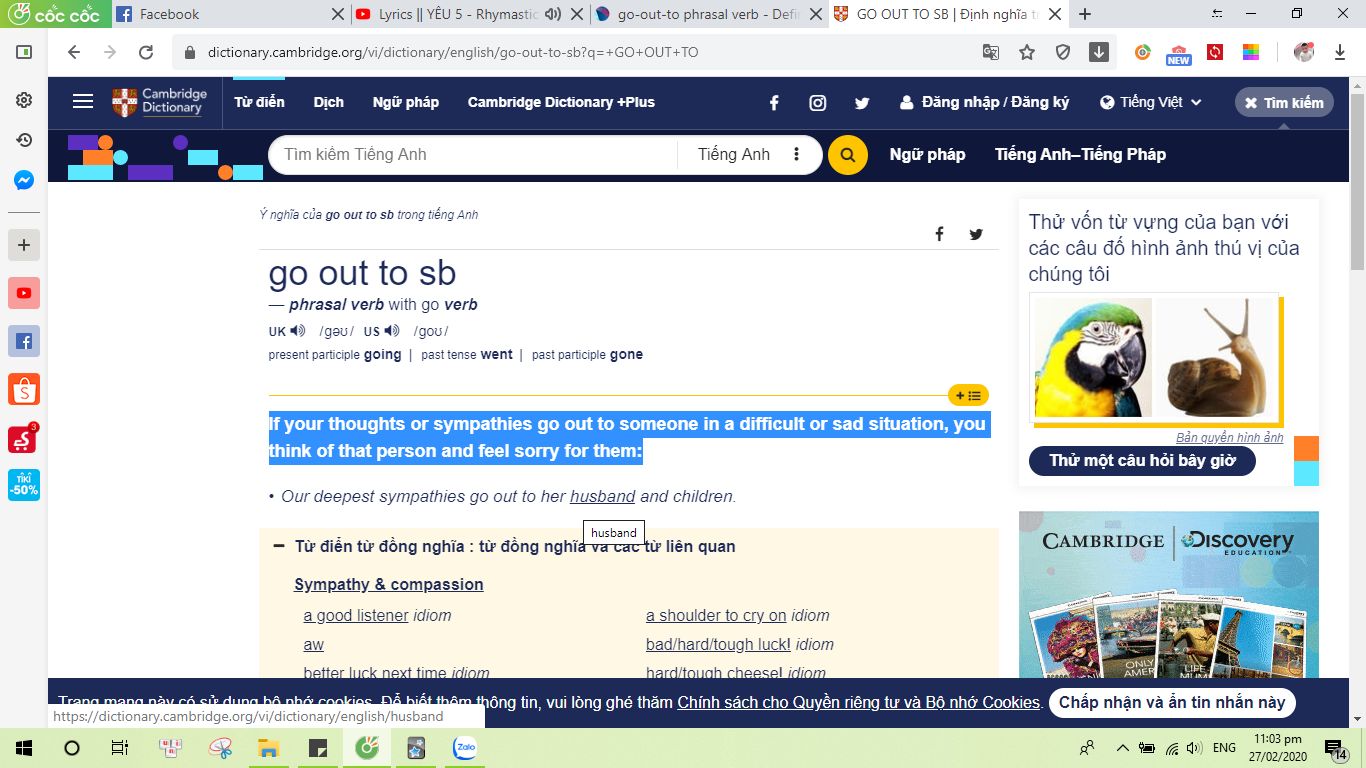 cốc cốc
Facebook
Lyrics || YÊU 5 - Rhymastic
go-out-to phrasal verb - Defin
GO OUT TO SB | Định nghĩa t
dictionary.cambridge.org/vi/dictionary/english/go-out-to-sb?q=+GO+OUT+TO
NEW
Cambridge
Dictionary
Từ điển
Dịch
Ngữ pháp
Cambridge Dictionary +Plus
Đăng nhập / Đăng ký
Tiếng Việt
Tìm kiếm
Tìm kiếm Tiếng Anh
Tiếng Anh
Ngữ pháp
Tiếng Anh–Tiếng Pháp
Ý nghĩa của go out to sb trong tiếng Anh
go out to sb
— phrasal verb with go verb
UK /ɡəʊ/ US /ɡoʊ/
present participle going | past tense went | past participle gone
If your thoughts or sympathies go out to someone in a difficult or sad situation, you
think of that person and feel sorry for them:
• Our deepest sympathies go out to her husband and children.
husband
Từ điển từ đồng nghĩa : từ đồng nghĩa và các từ liên quan
Sympathy & compassion
a good listener idiom
a shoulder to cry on idiom
aw
bad/hard/tough luck! idiom
better luck next time idiom
hard/tough cheese! idiom
Thử vốn từ vựng của bạn với
các câu đố hình ảnh thú vị của
chúng tôi
Bản quyền hình ảnh
Thử một câu hỏi bây giờ
CAMBRIDGE
Discovery
EDUCATION™
ONLY
AMER
LIFE
3
TIKI
-50%
Trang mạng này có sử dụng bộ nhớ cookies. Để biết thêm thông tin, vui lòng ghé thăm Chính sách cho Quyền riêng tư và Bộ nhớ Cookies.
Chấp nhận và ẩn tin nhắn này
https://dictionary.cambridge.org/vi/dictionary/english/husband
Zalo
ENG
11:03 pm
27/02/2020
14